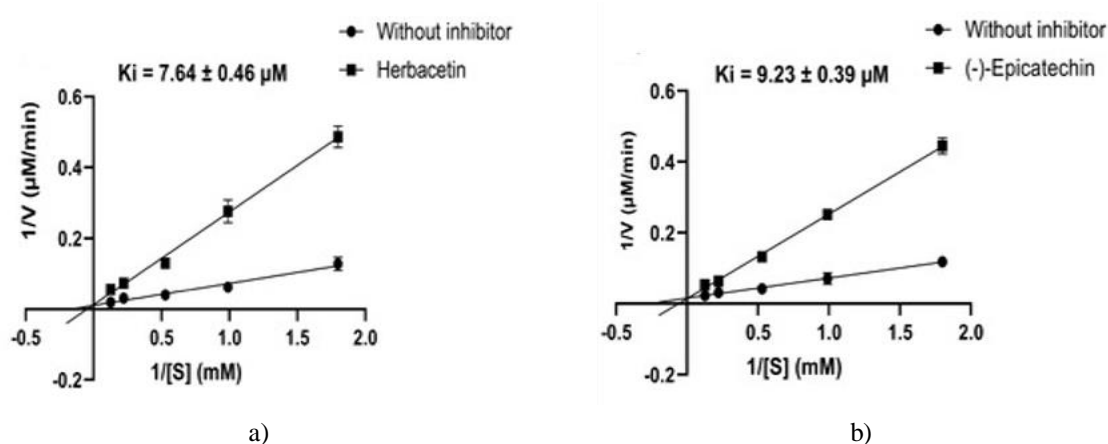 Without inhibitor
Herbacetin
Ki = 7.64 ± 0.46 µM
0.6
0.4
0.2
-0.2
-0.5
0.5
1.0
1.5
2.0
1/V (µM/min)
1/[S] (mM)
a)
Without inhibitor
(-)-Epicatechin
Ki = 9.23 ± 0.39 µM
0.6
0.4
0.2
-0.2
-0.5
0.5
1.0
1.5
2.0
1/V (µM/min)
1/[S] (mM)
b)